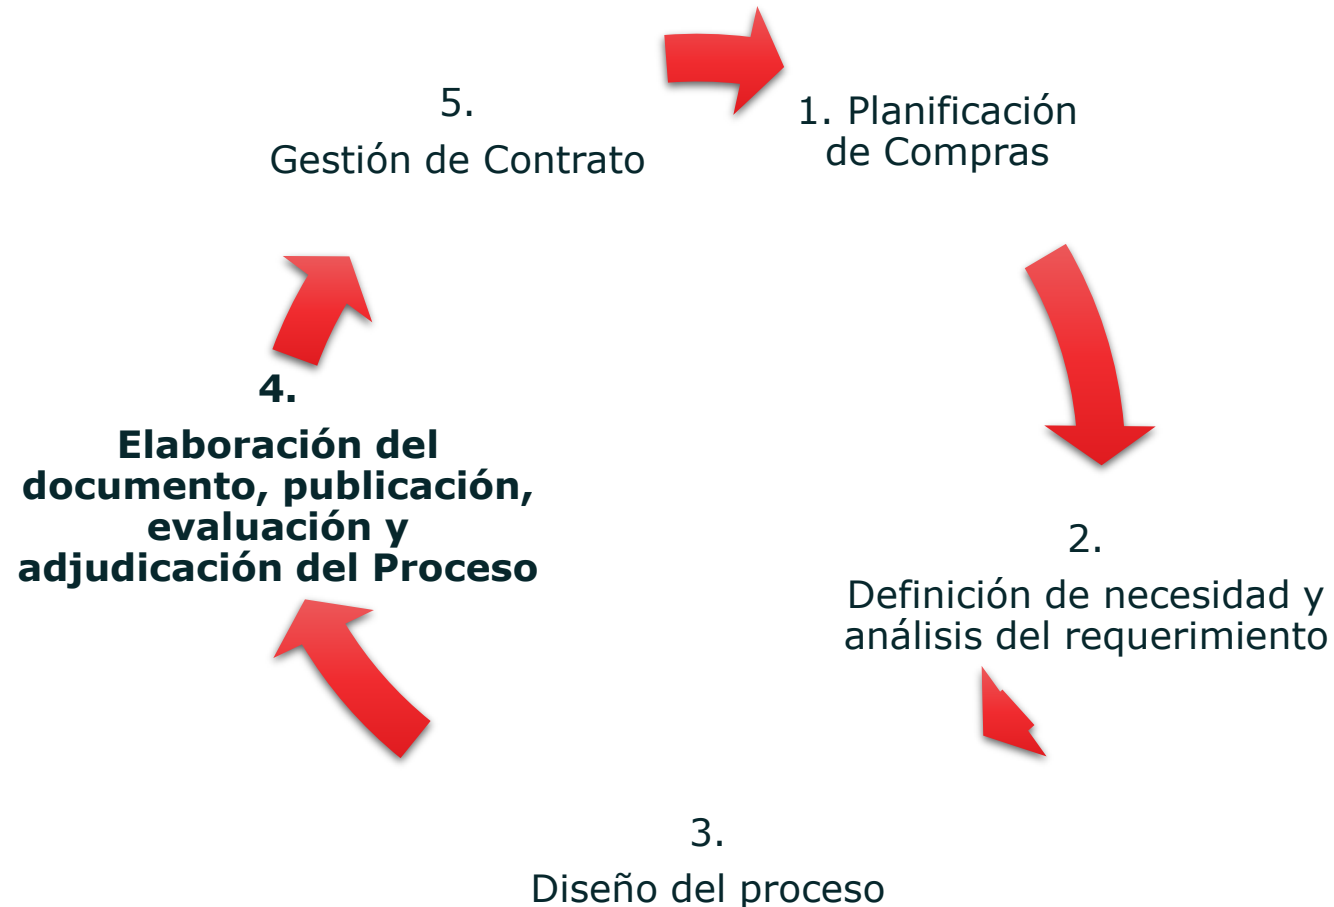 1. Planificación
de Compras
2.
Definición de necesidad y
análisis del requerimiento
3.
Diseño del proceso
4.
Elaboración del
documento, publicación,
evaluación y
adjudicación del Proceso
5.
Gestión de Contrato